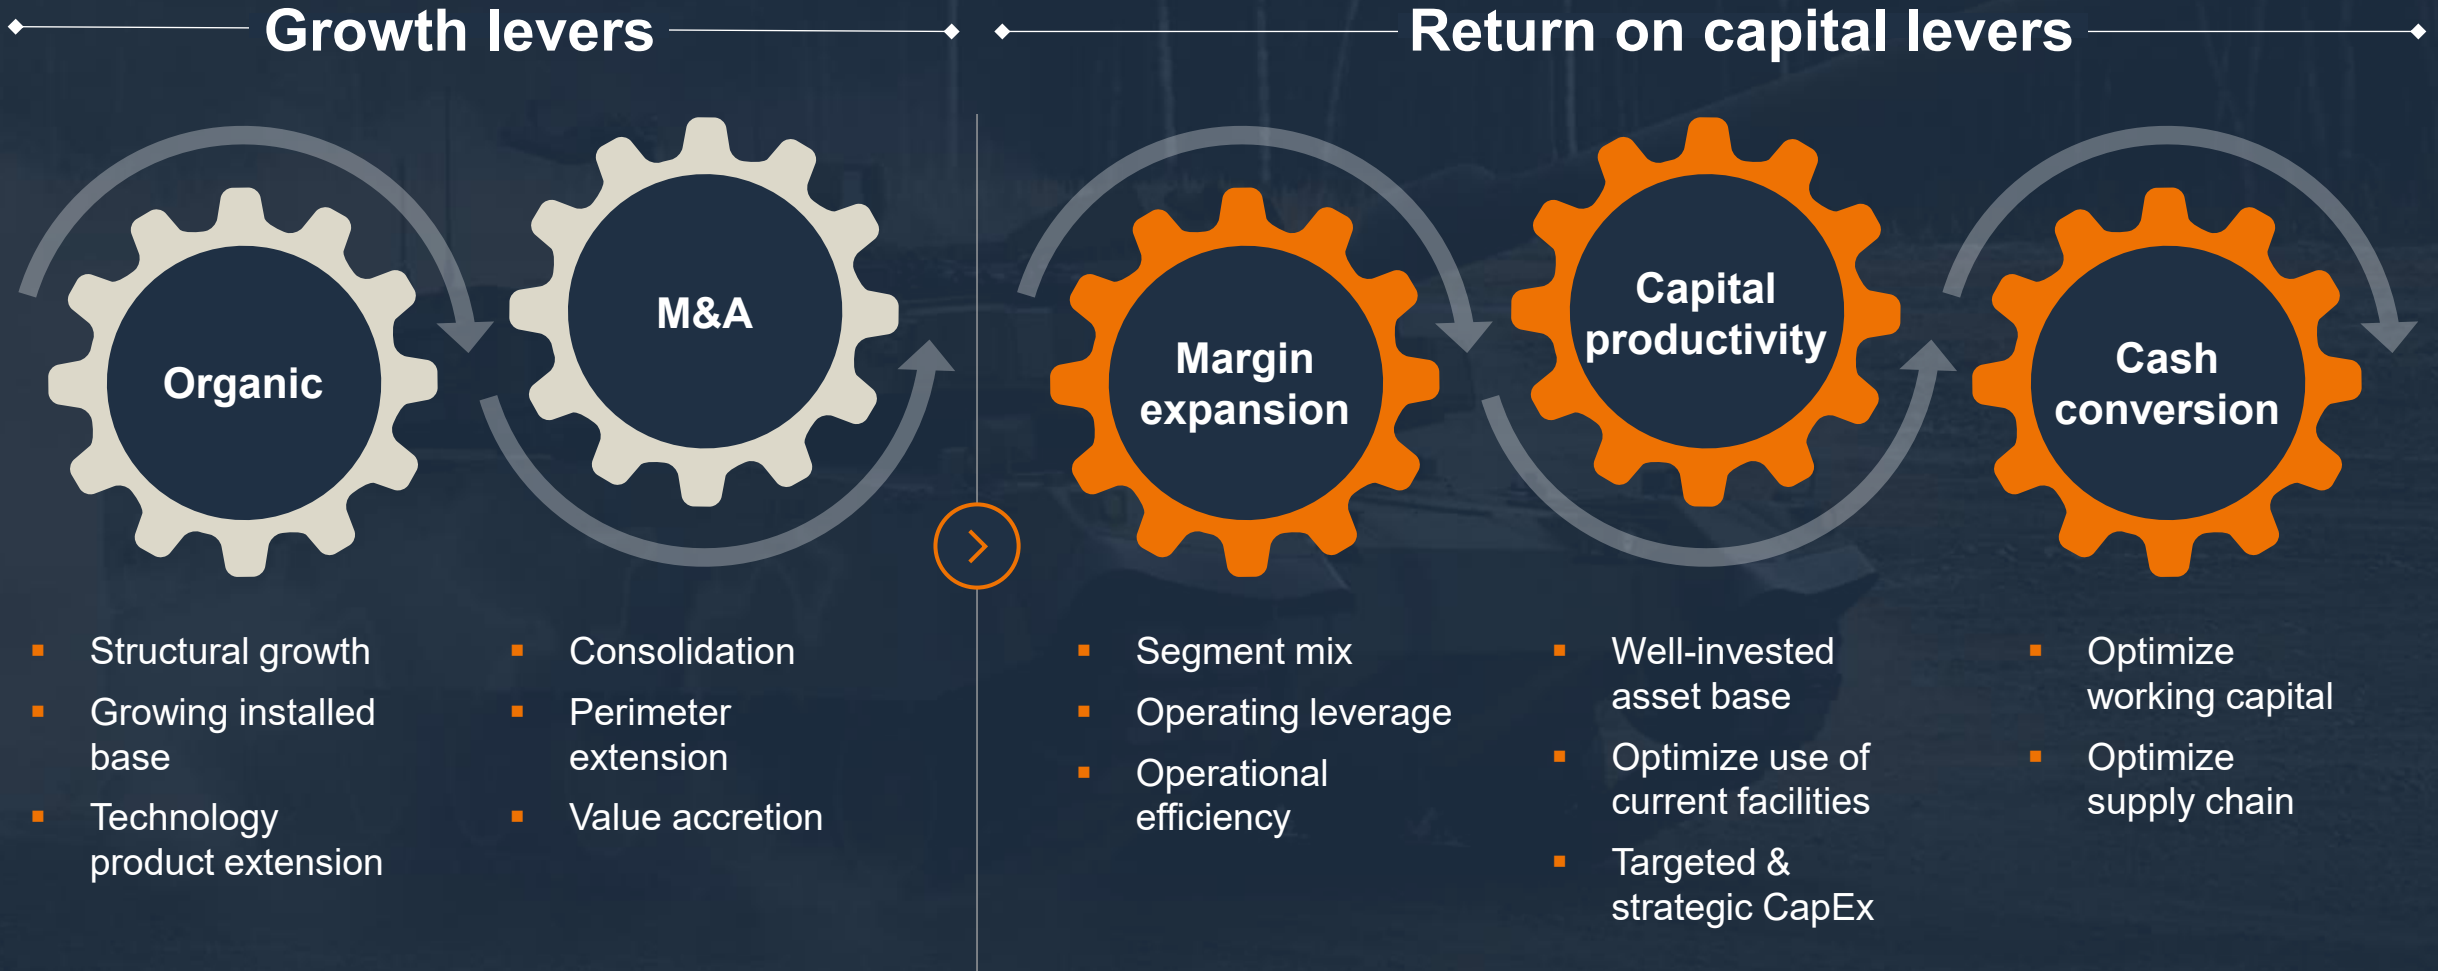 Growth levers
Return on capital levers
Organic
M&A
Margin
expansion
Capital
productivity
Cash
conversion
Structural growth
Growing installed
base
Technology
product extension
Consolidation
Perimeter
extension
Value accretion
Segment mix
Operating leverage
Operational
efficiency
Well-invested
asset base
Optimize use of
current facilities
Targeted &
strategic CapEx
Optimize
working capital
Optimize
supply chain